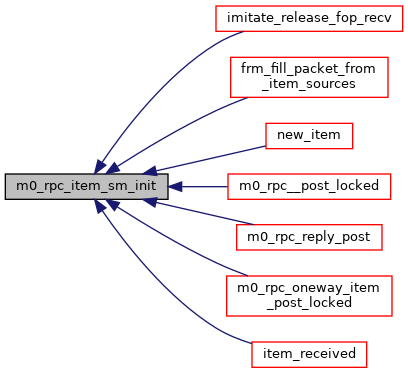 imitate_release_fop_recv
frm_fill_packet_from
_item_sources
new_item
m0_rpc_item_sm_init
m0_rpc__post_locked
m0_rpc_reply_post
m0_rpc_oneway_item
_post_locked
item_received